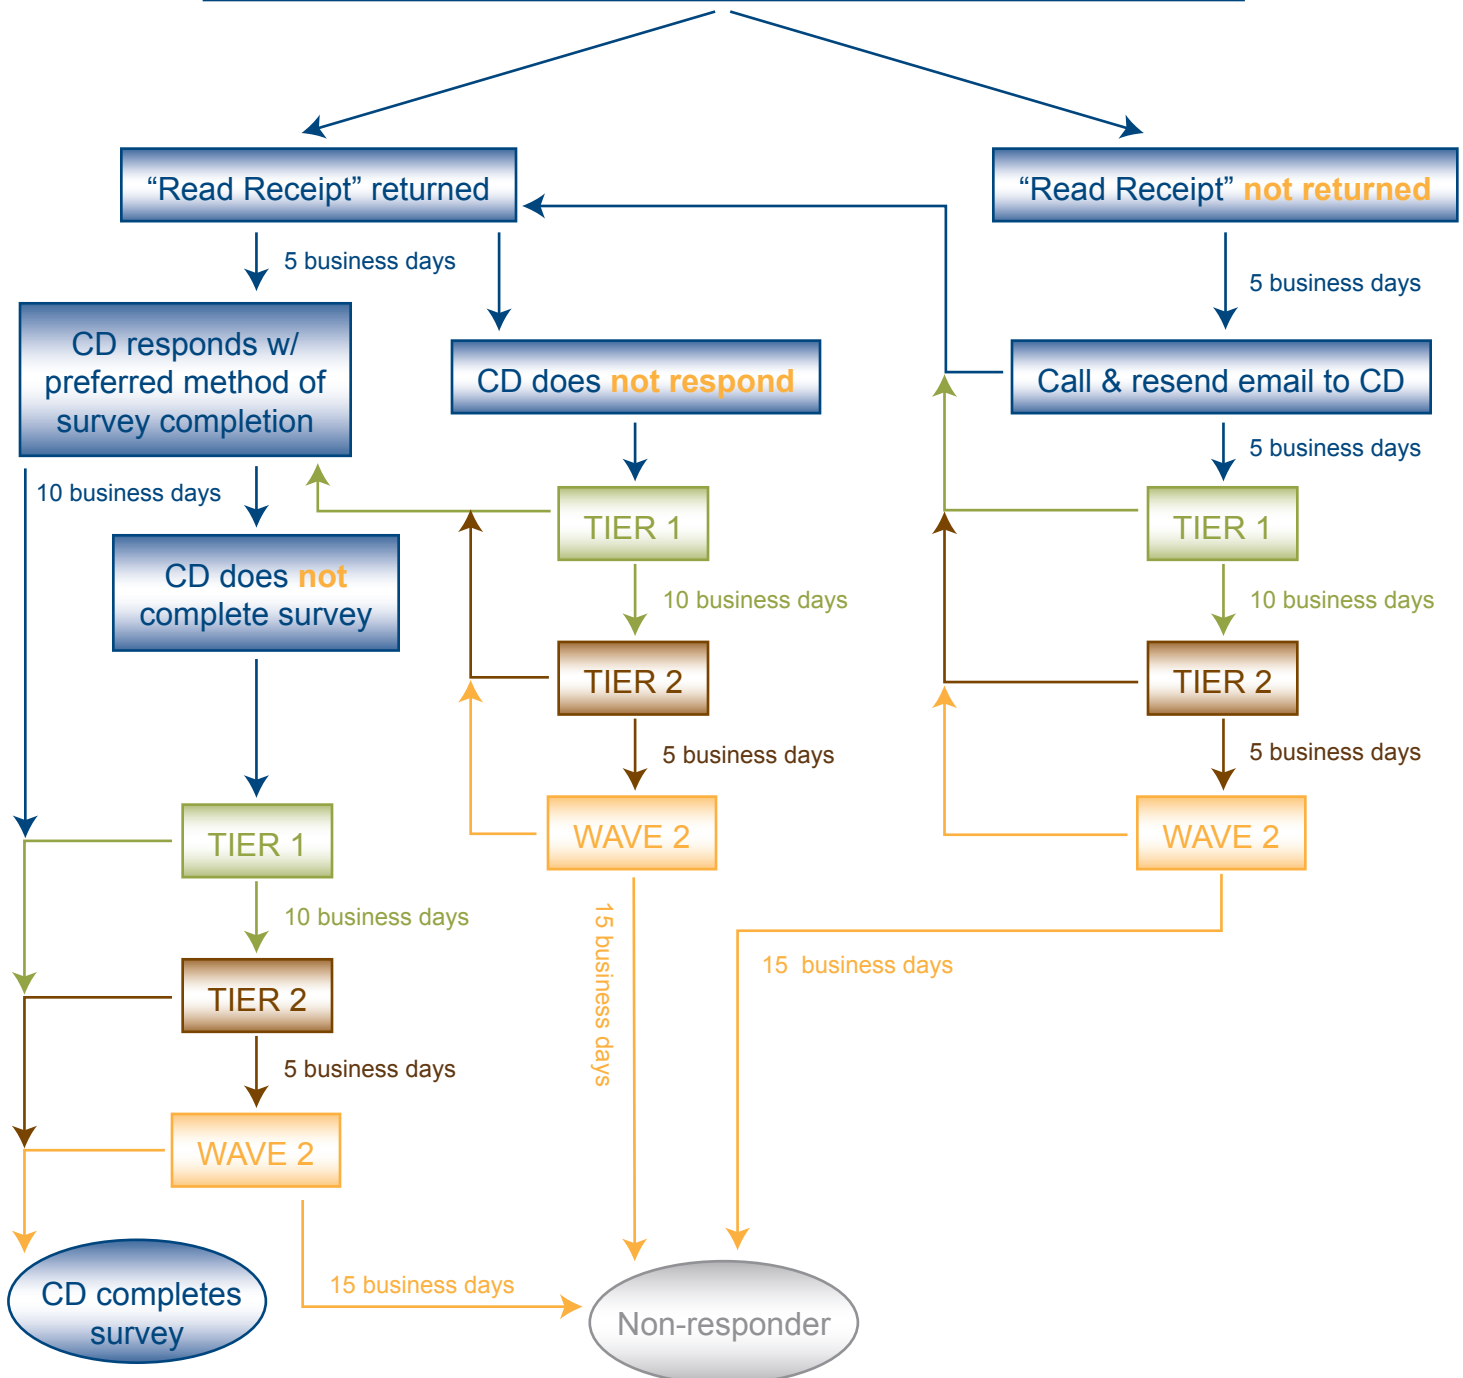 “Read Receipt” returned
“Read Receipt” not returned
5 business days
5 business days
CD responds w/
preferred method of
survey completion
CD does not respond
Call & resend email to CD
10 business days
5 business days
CD does not
complete survey
TIER 1
TIER 1
10 business days
10 business days
TIER 2
TIER 2
5 business days
5 business days
TIER 1
WAVE 2
WAVE 2
10 business days
15 business days
15 business days
TIER 2
5 business days
WAVE 2
15 business days
CD completes
survey
Non-responder